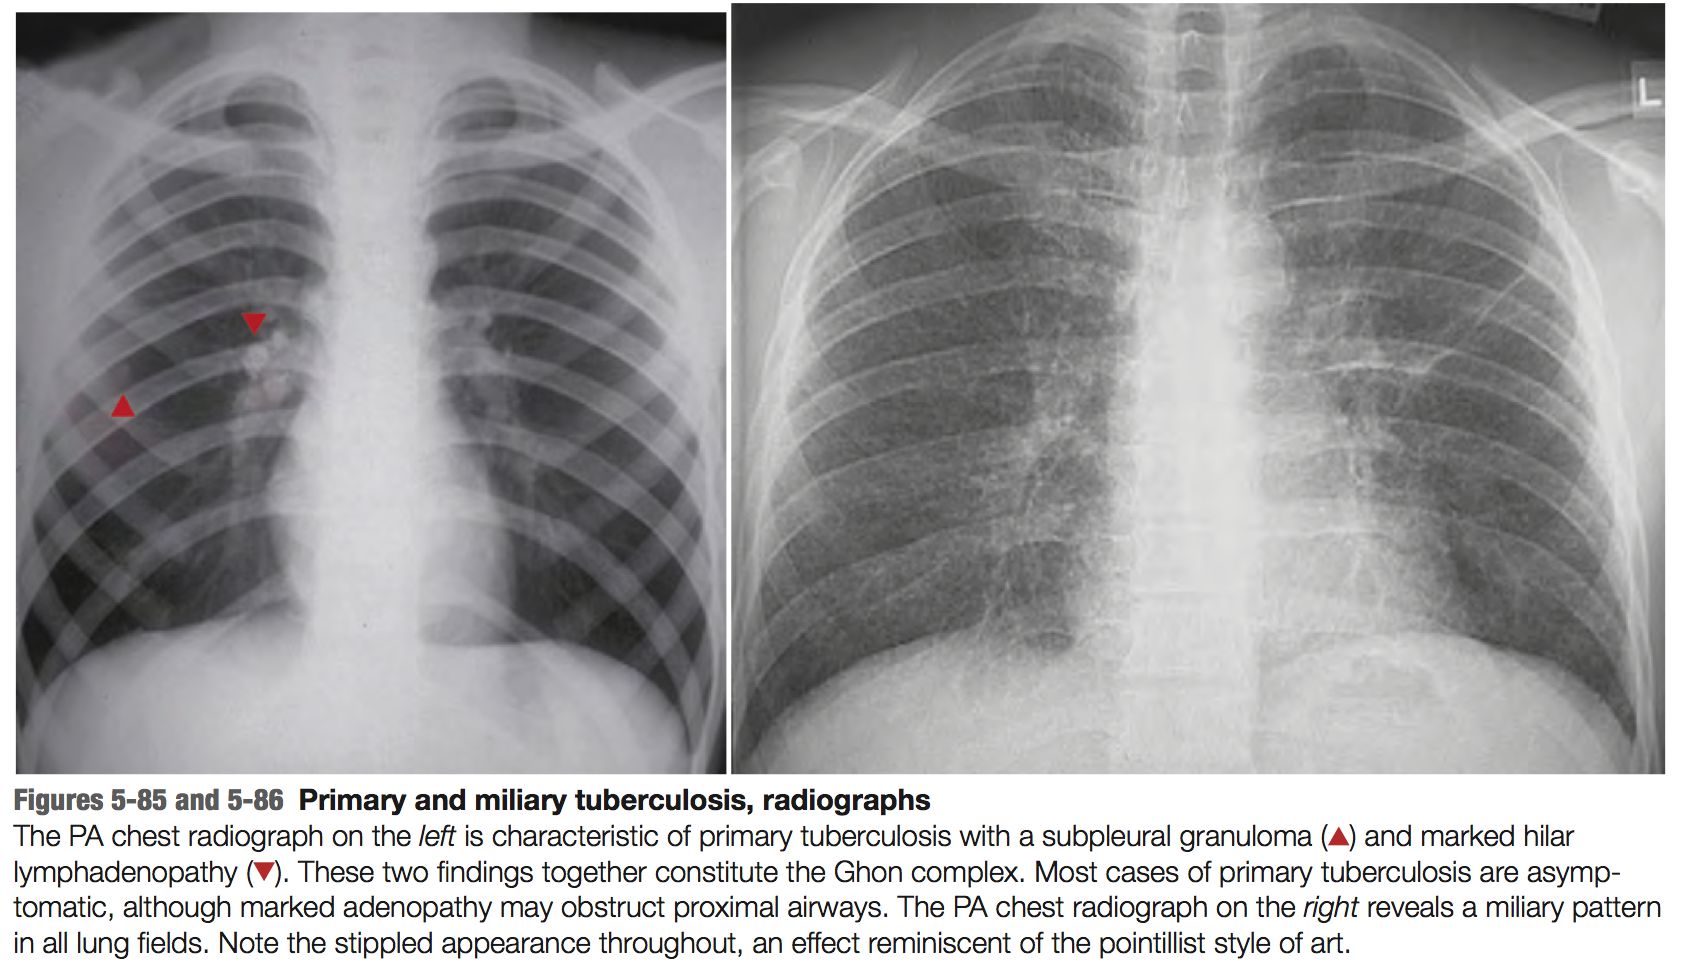 L
Figures 5-85 and 5-86 Primary and miliary tuberculosis, radiographs
The PA chest radiograph on the left is characteristic of primary tuberculosis with a subpleural granuloma (▲) and marked hilar
lymphadenopathy (▼). These two findings together constitute the Ghon complex. Most cases of primary tuberculosis are asymp-
tomatic, although marked adenopathy may obstruct proximal airways. The PA chest radiograph on the right reveals a miliary pattern
in all lung fields. Note the stippled appearance throughout, an effect reminiscent of the pointillist style of art.